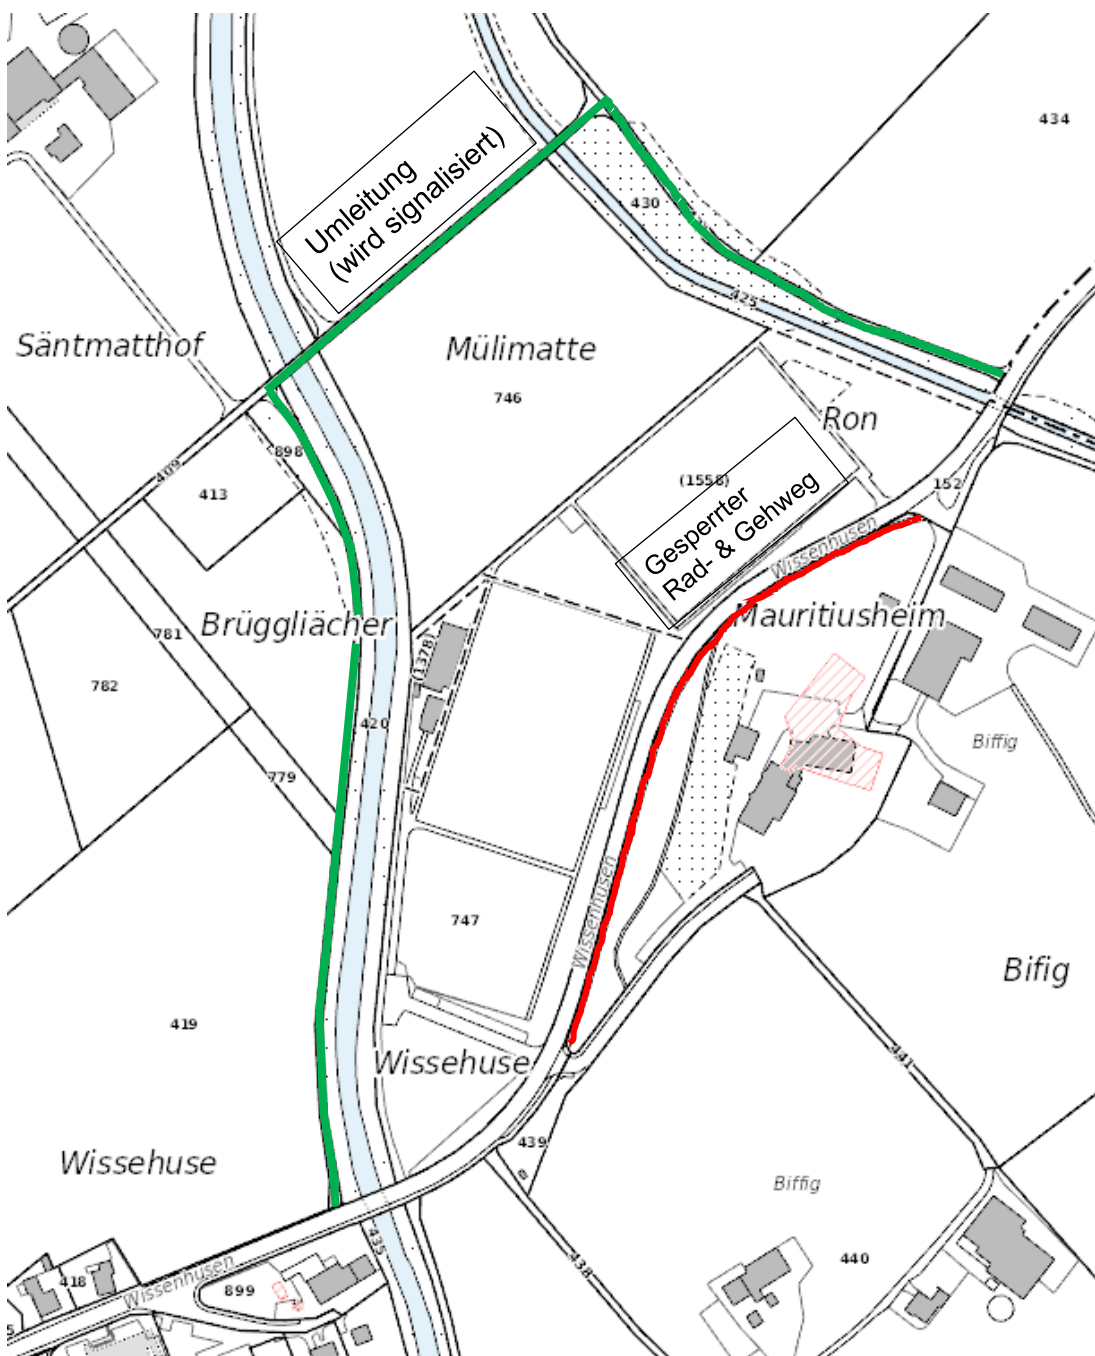 434
Umleitung
(wird signalisiert)
430
425
Säntmatthof
Mülimatte
746
Ron
898
409
413
(1558)
152
Gesperrter
Rad- & Gehweg
Wissenhusen
Mauritiusheim
Brüggliächer
781
(1378)
782
420
Biffig
779
Wissenhusen
747
Bifig
419
Wissehuse
441
439
Wissehuse
Biffig
435
438
440
418
Wissenhusen
899